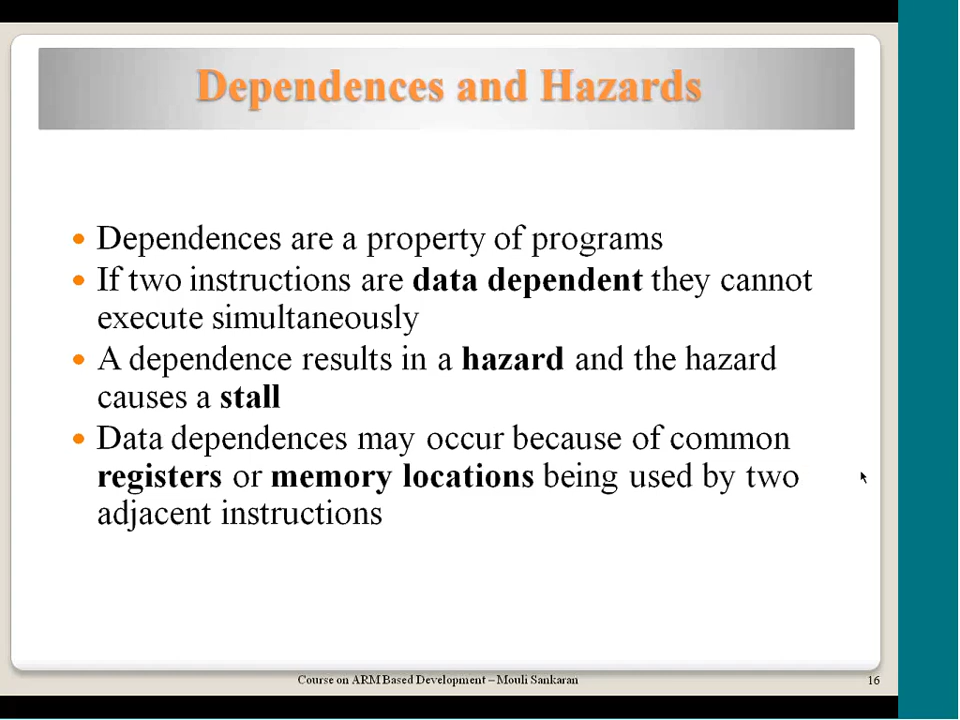 Dependences and Hazards
• Dependences are a property of programs
• If two instructions are data dependent they cannot
execute simultaneously
• A dependence results in a hazard and the hazard
causes a stall
• Data dependences may occur because of common
registers or memory locations being used by two
adjacent instructions
Course on ARM Based Development – Mouli Sankaran
16